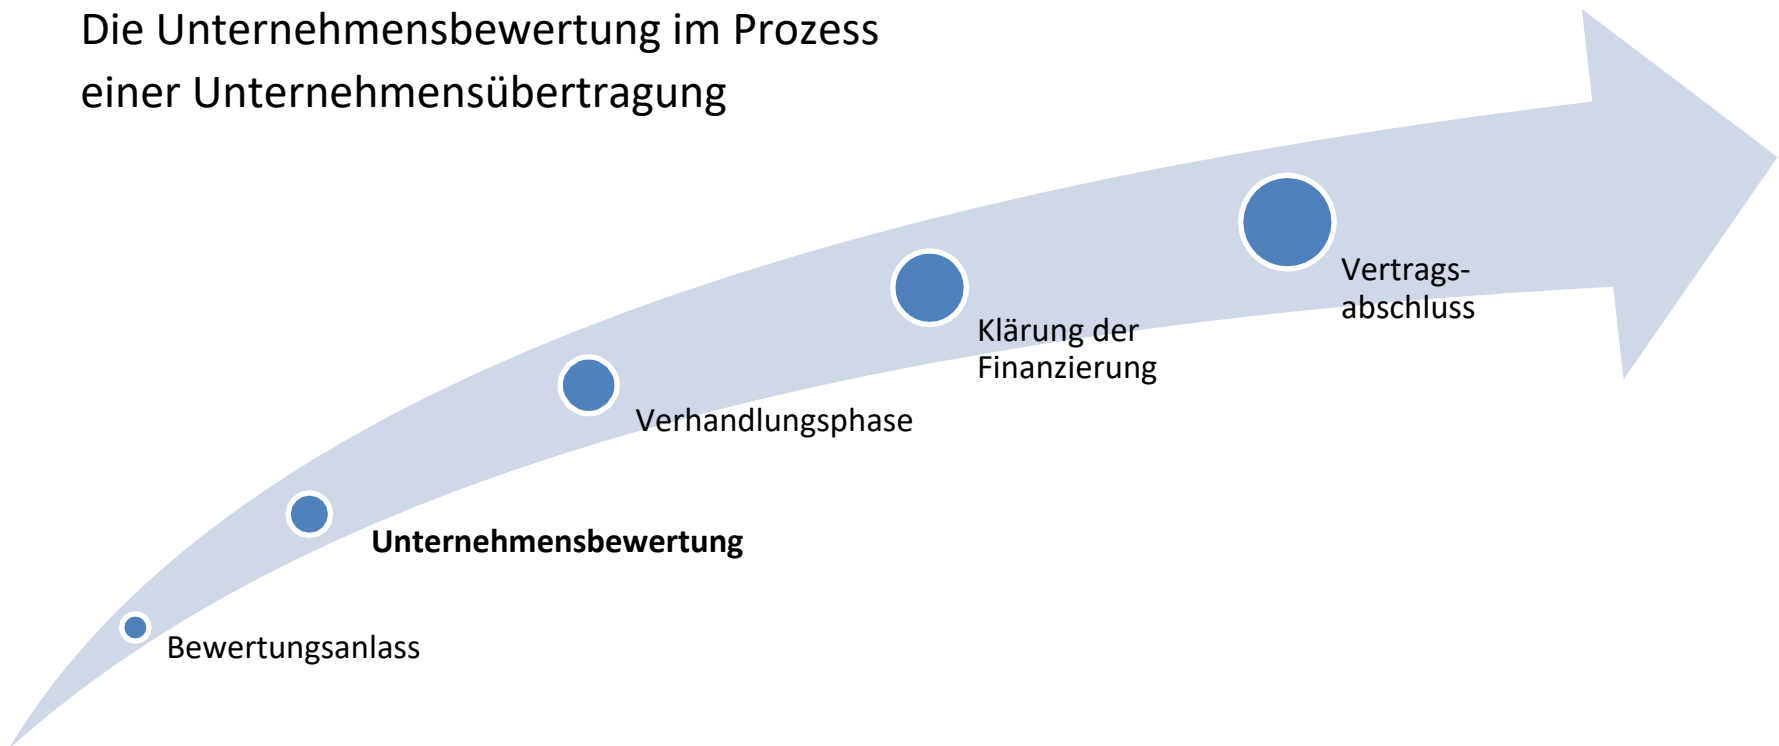 Die Unternehmensbewertung im Prozess
einer Unternehmensübertragung
Bewertungsanlass
Unternehmensbewertung
Verhandlungsphase
Klärung der
Finanzierung
Vertrags-
abschluss